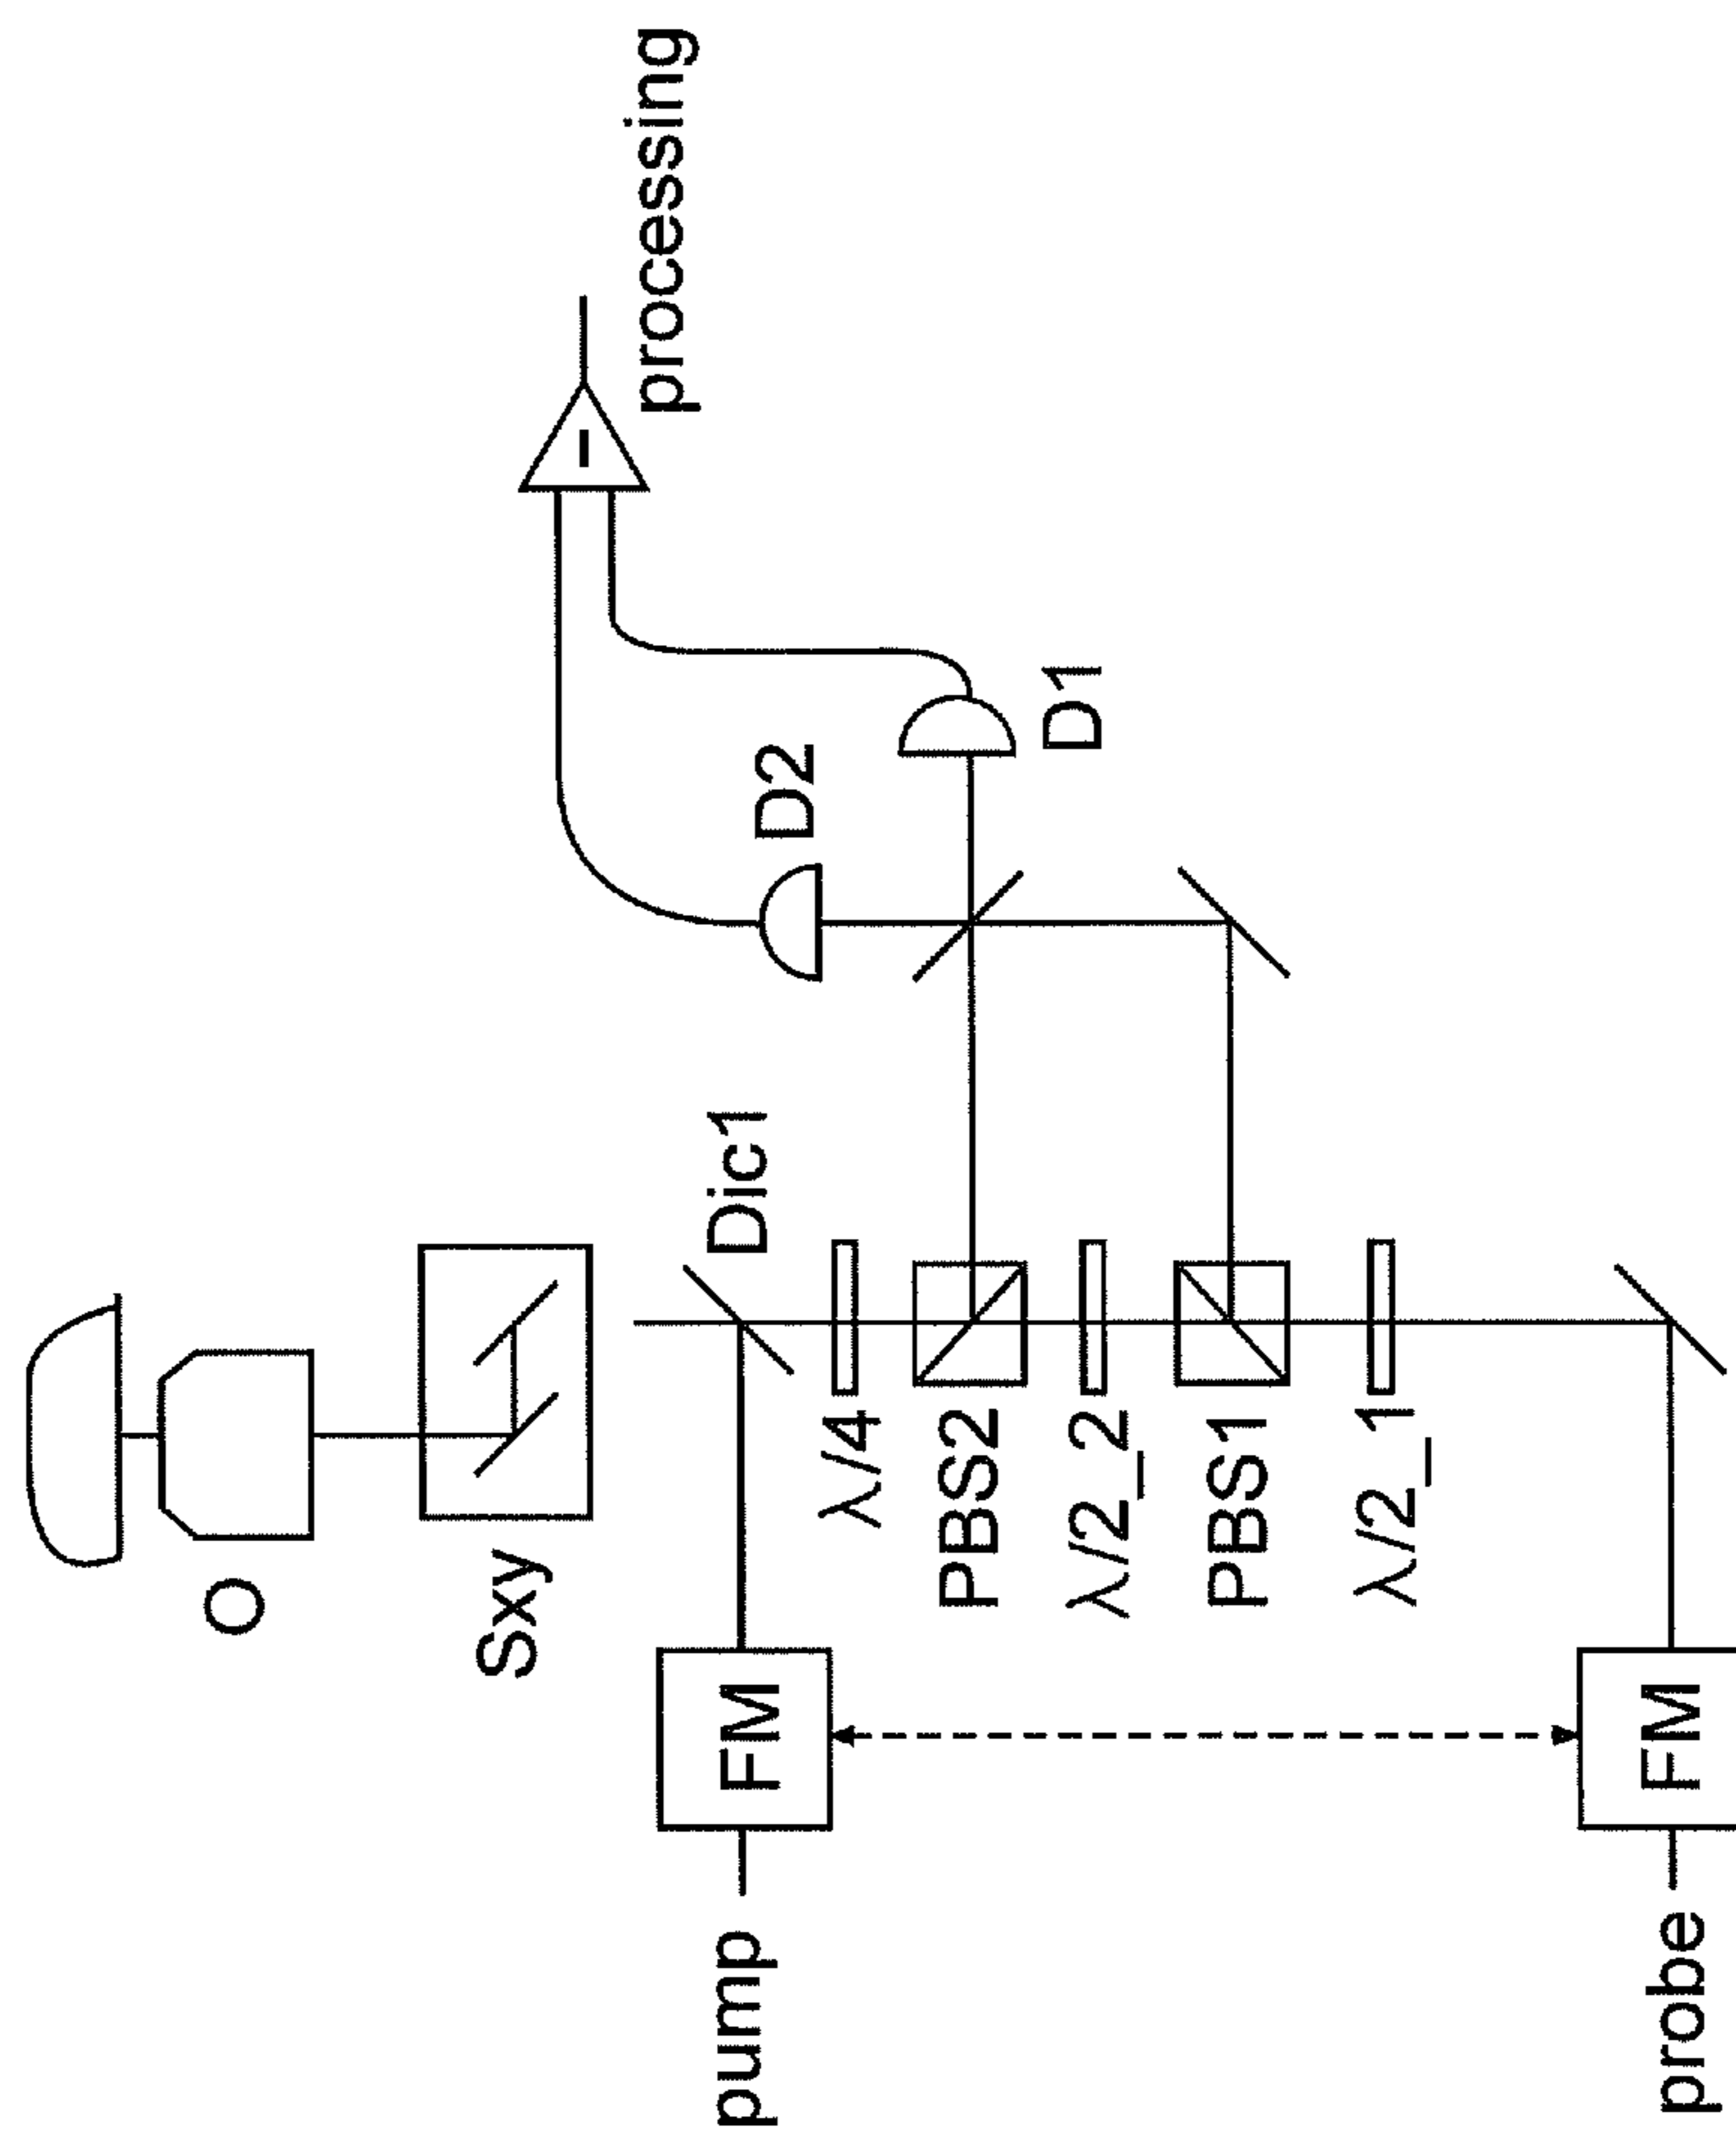 processing
D2
D1
Dic1
λ/4
PBS2
λ/2_2
PBS1
λ/2_1
O
Sxy
FM
FM
pump
probe
–